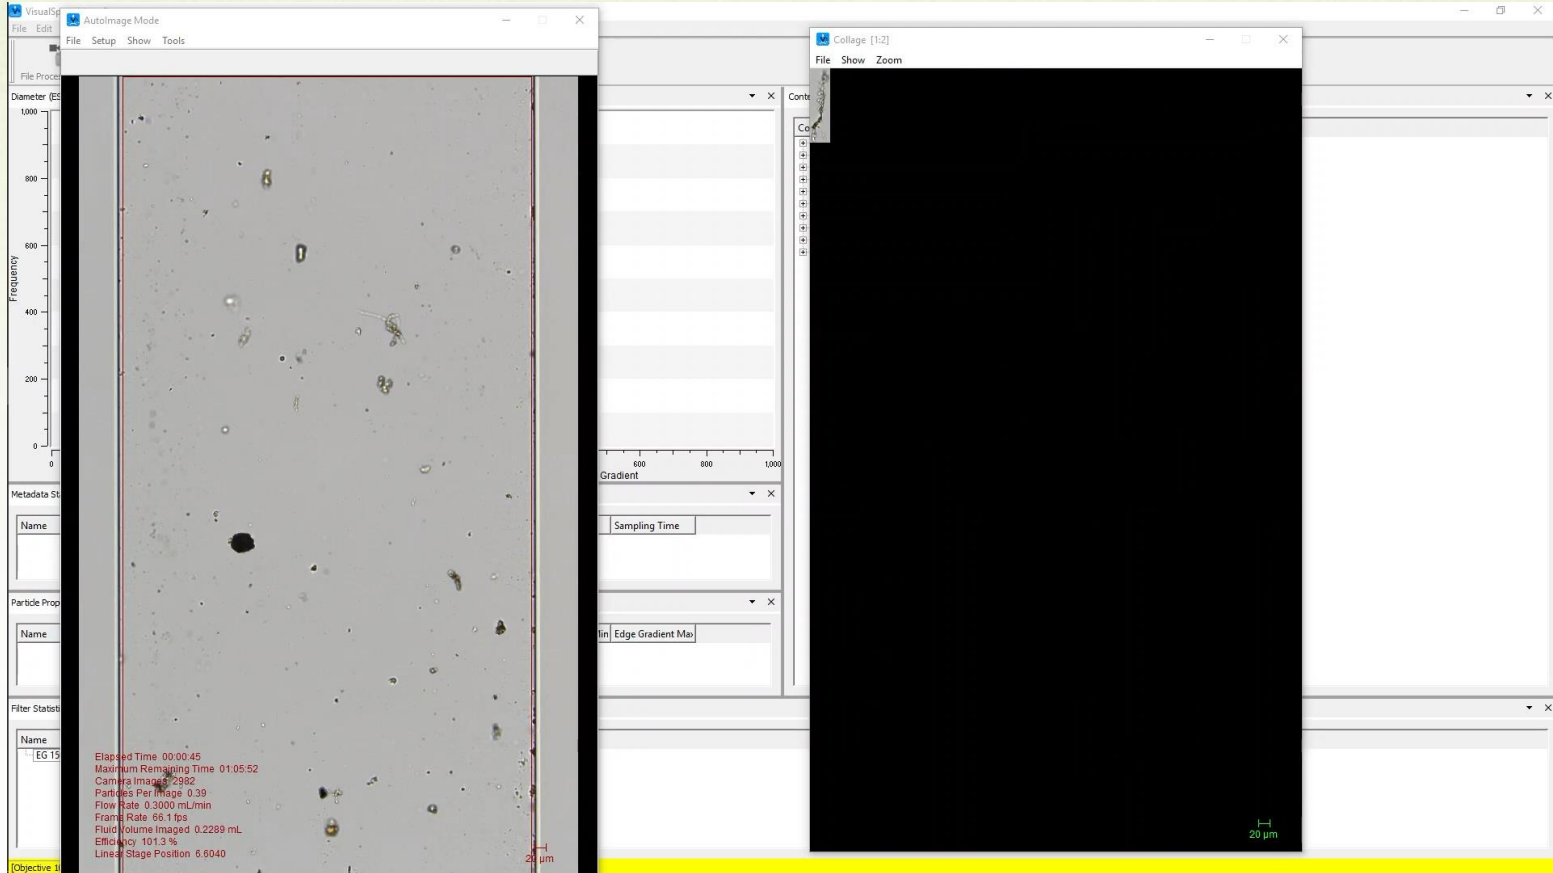 VisualSp
File Edit
AutoImage Mode
File Setup Show Tools
File Proces
Diameter (ES
1,000
800
600
400
200
0
Frequency
0
600 800 1,000
Gradient
Elapsed Time 00:00:45
Maximum Remaining Time 01:05:52
Camera Images 2982
Particles Per Image 0.39
Flow Rate 0.3000 mL/min
Frame Rate 66.1 fps
Fluid Volume Imaged 0.2289 mL
Efficiency 101.3 %
Linear Stage Position 6.6040
20 µm
Metadata St
Name
Sampling Time
Particle Prop
Name
Min Edge Gradient Max
Filter Statisti
Name
EG 15
[Objective 10
Conte
Co
Collage [1:2]
File Show Zoom
20 µm